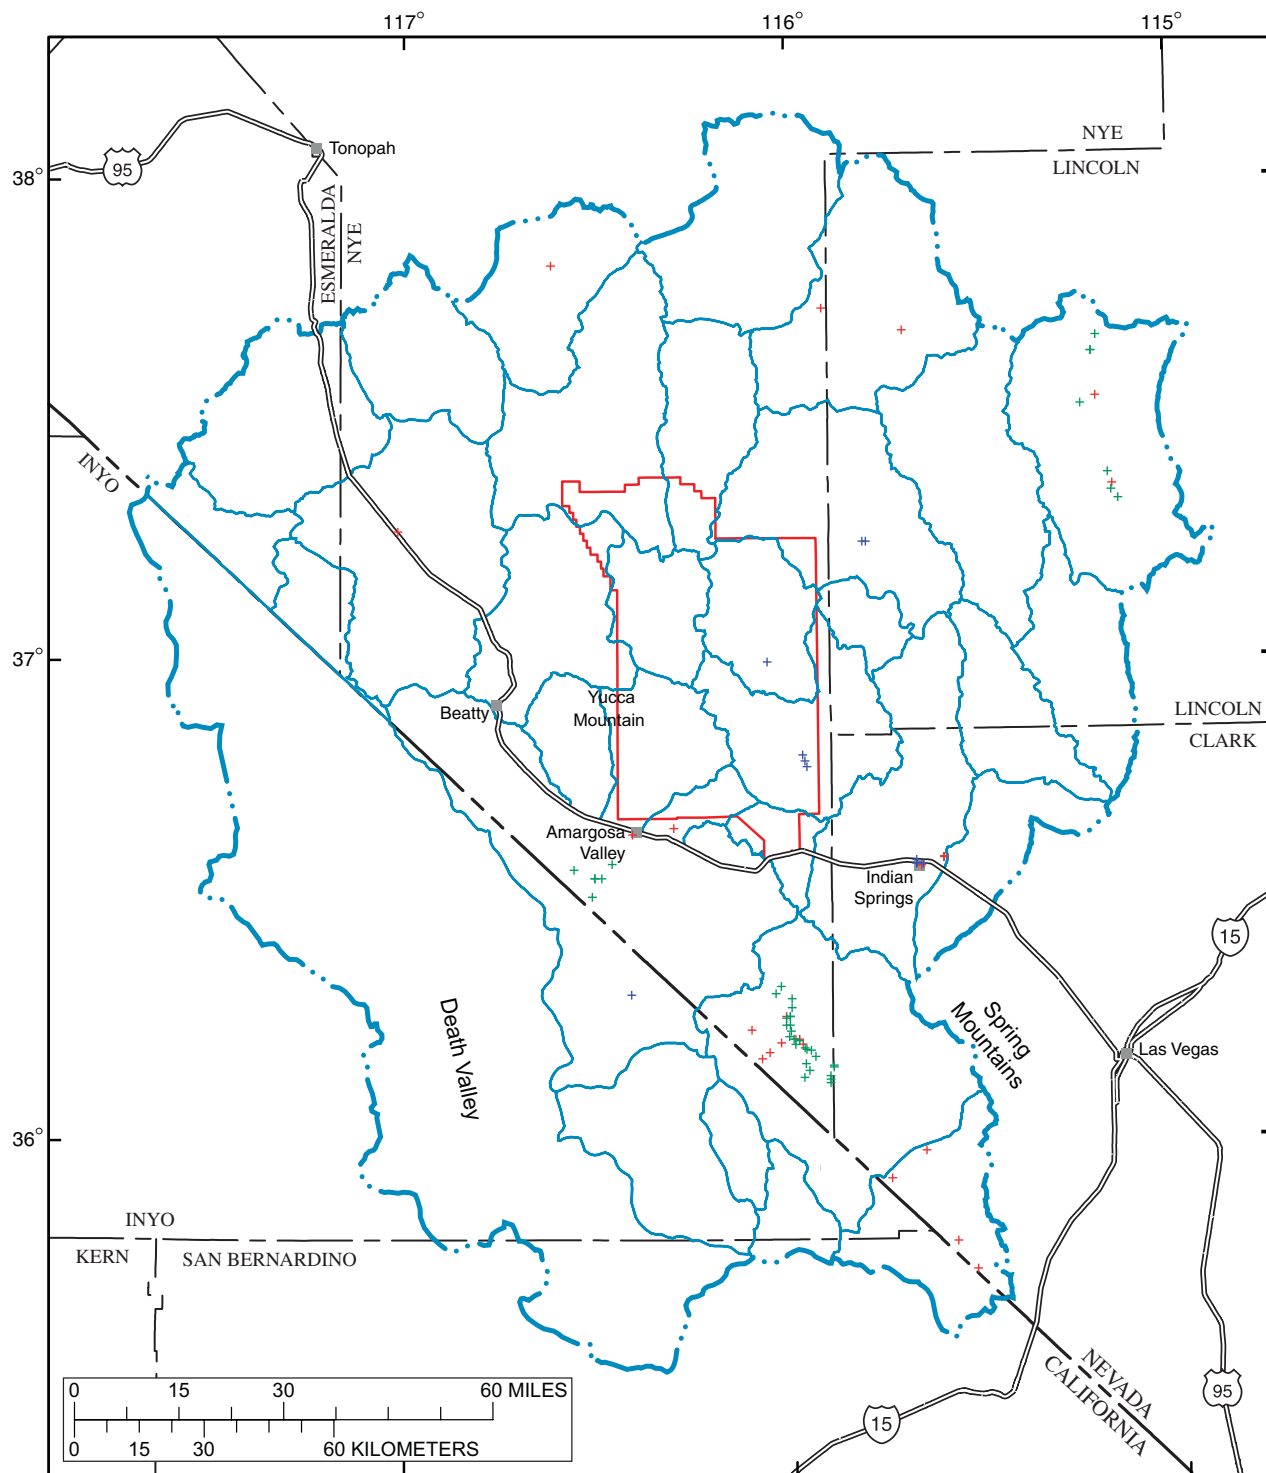 117° 116° 115°
38°
37°
36°
95
Tonopah
NYE
LINCOLN
ESMERALDA
NYE
INYO
Yucca
Mountain
Beatty
LINCOLN
CLARK
Amargosa
Valley
Indian
Springs
15
Death Valley
Spring
Mountains
Las Vegas
INYO
KERN
SAN BERNARDINO
NEVADA
CALIFORNIA
95
15
0 15 30 60 MILES
0 15 30 60 KILOMETERS